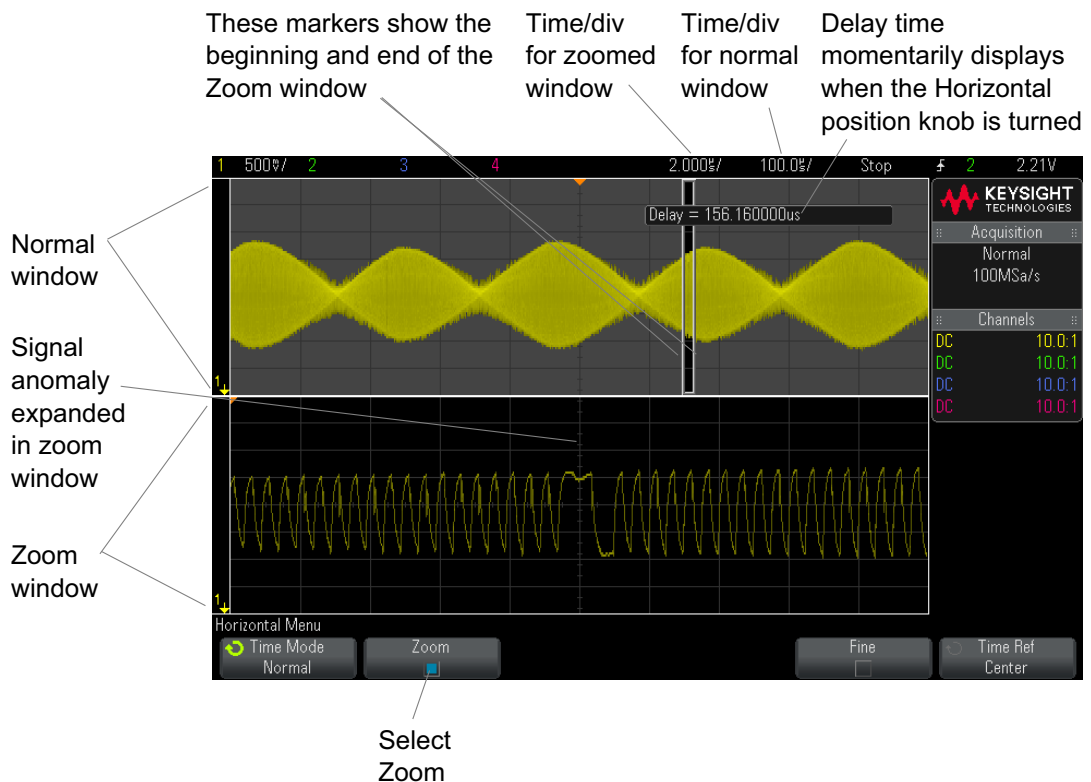 These markers show the
beginning and end of the
Zoom window
Time/div
for zoomed
window
Time/div
for normal
window
Delay time
momentarily displays
when the Horizontal
position knob is turned
1 500mV/ 2 3 4 2.000us/ 100.0us/ Stop 2 2.21V
Delay = 156.160000us
KEYSIGHT
TECHNOLOGIES
Acquisition
Normal
100MSa/s
Channels
DC 10.0:1
DC 10.0:1
DC 10.0:1
DC 10.0:1
Normal
window
Signal
anomaly
expanded
in zoom
window
Zoom
window
1
1
Horizontal Menu
Time Mode
Normal
Zoom
Fine
Time Ref
Center
Select
Zoom